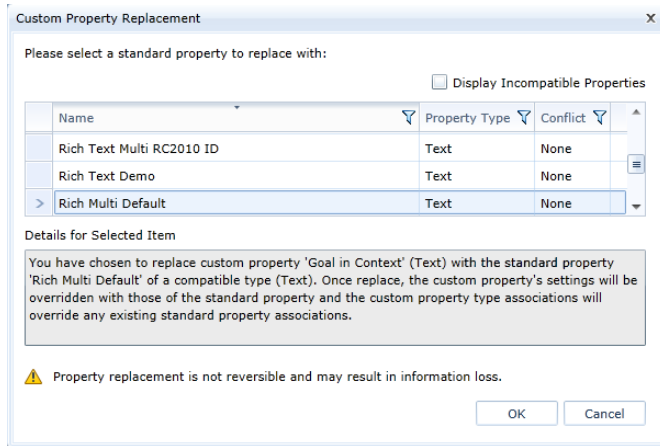 Custom Property Replacement X
Please select a standard property to replace with:
Display Incompatible Properties
Name Property Type Conflict
Rich Text Multi RC2010 ID Text None
Rich Text Demo Text None
> Rich Multi Default Text None
Details for Selected Item
You have chosen to replace custom property 'Goal in Context' (Text) with the standard property
'Rich Multi Default' of a compatible type (Text). Once replace, the custom property's settings will be
overridden with those of the standard property and the custom property type associations will
override any existing standard property associations.
Property replacement is not reversible and may result in information loss.
OK Cancel